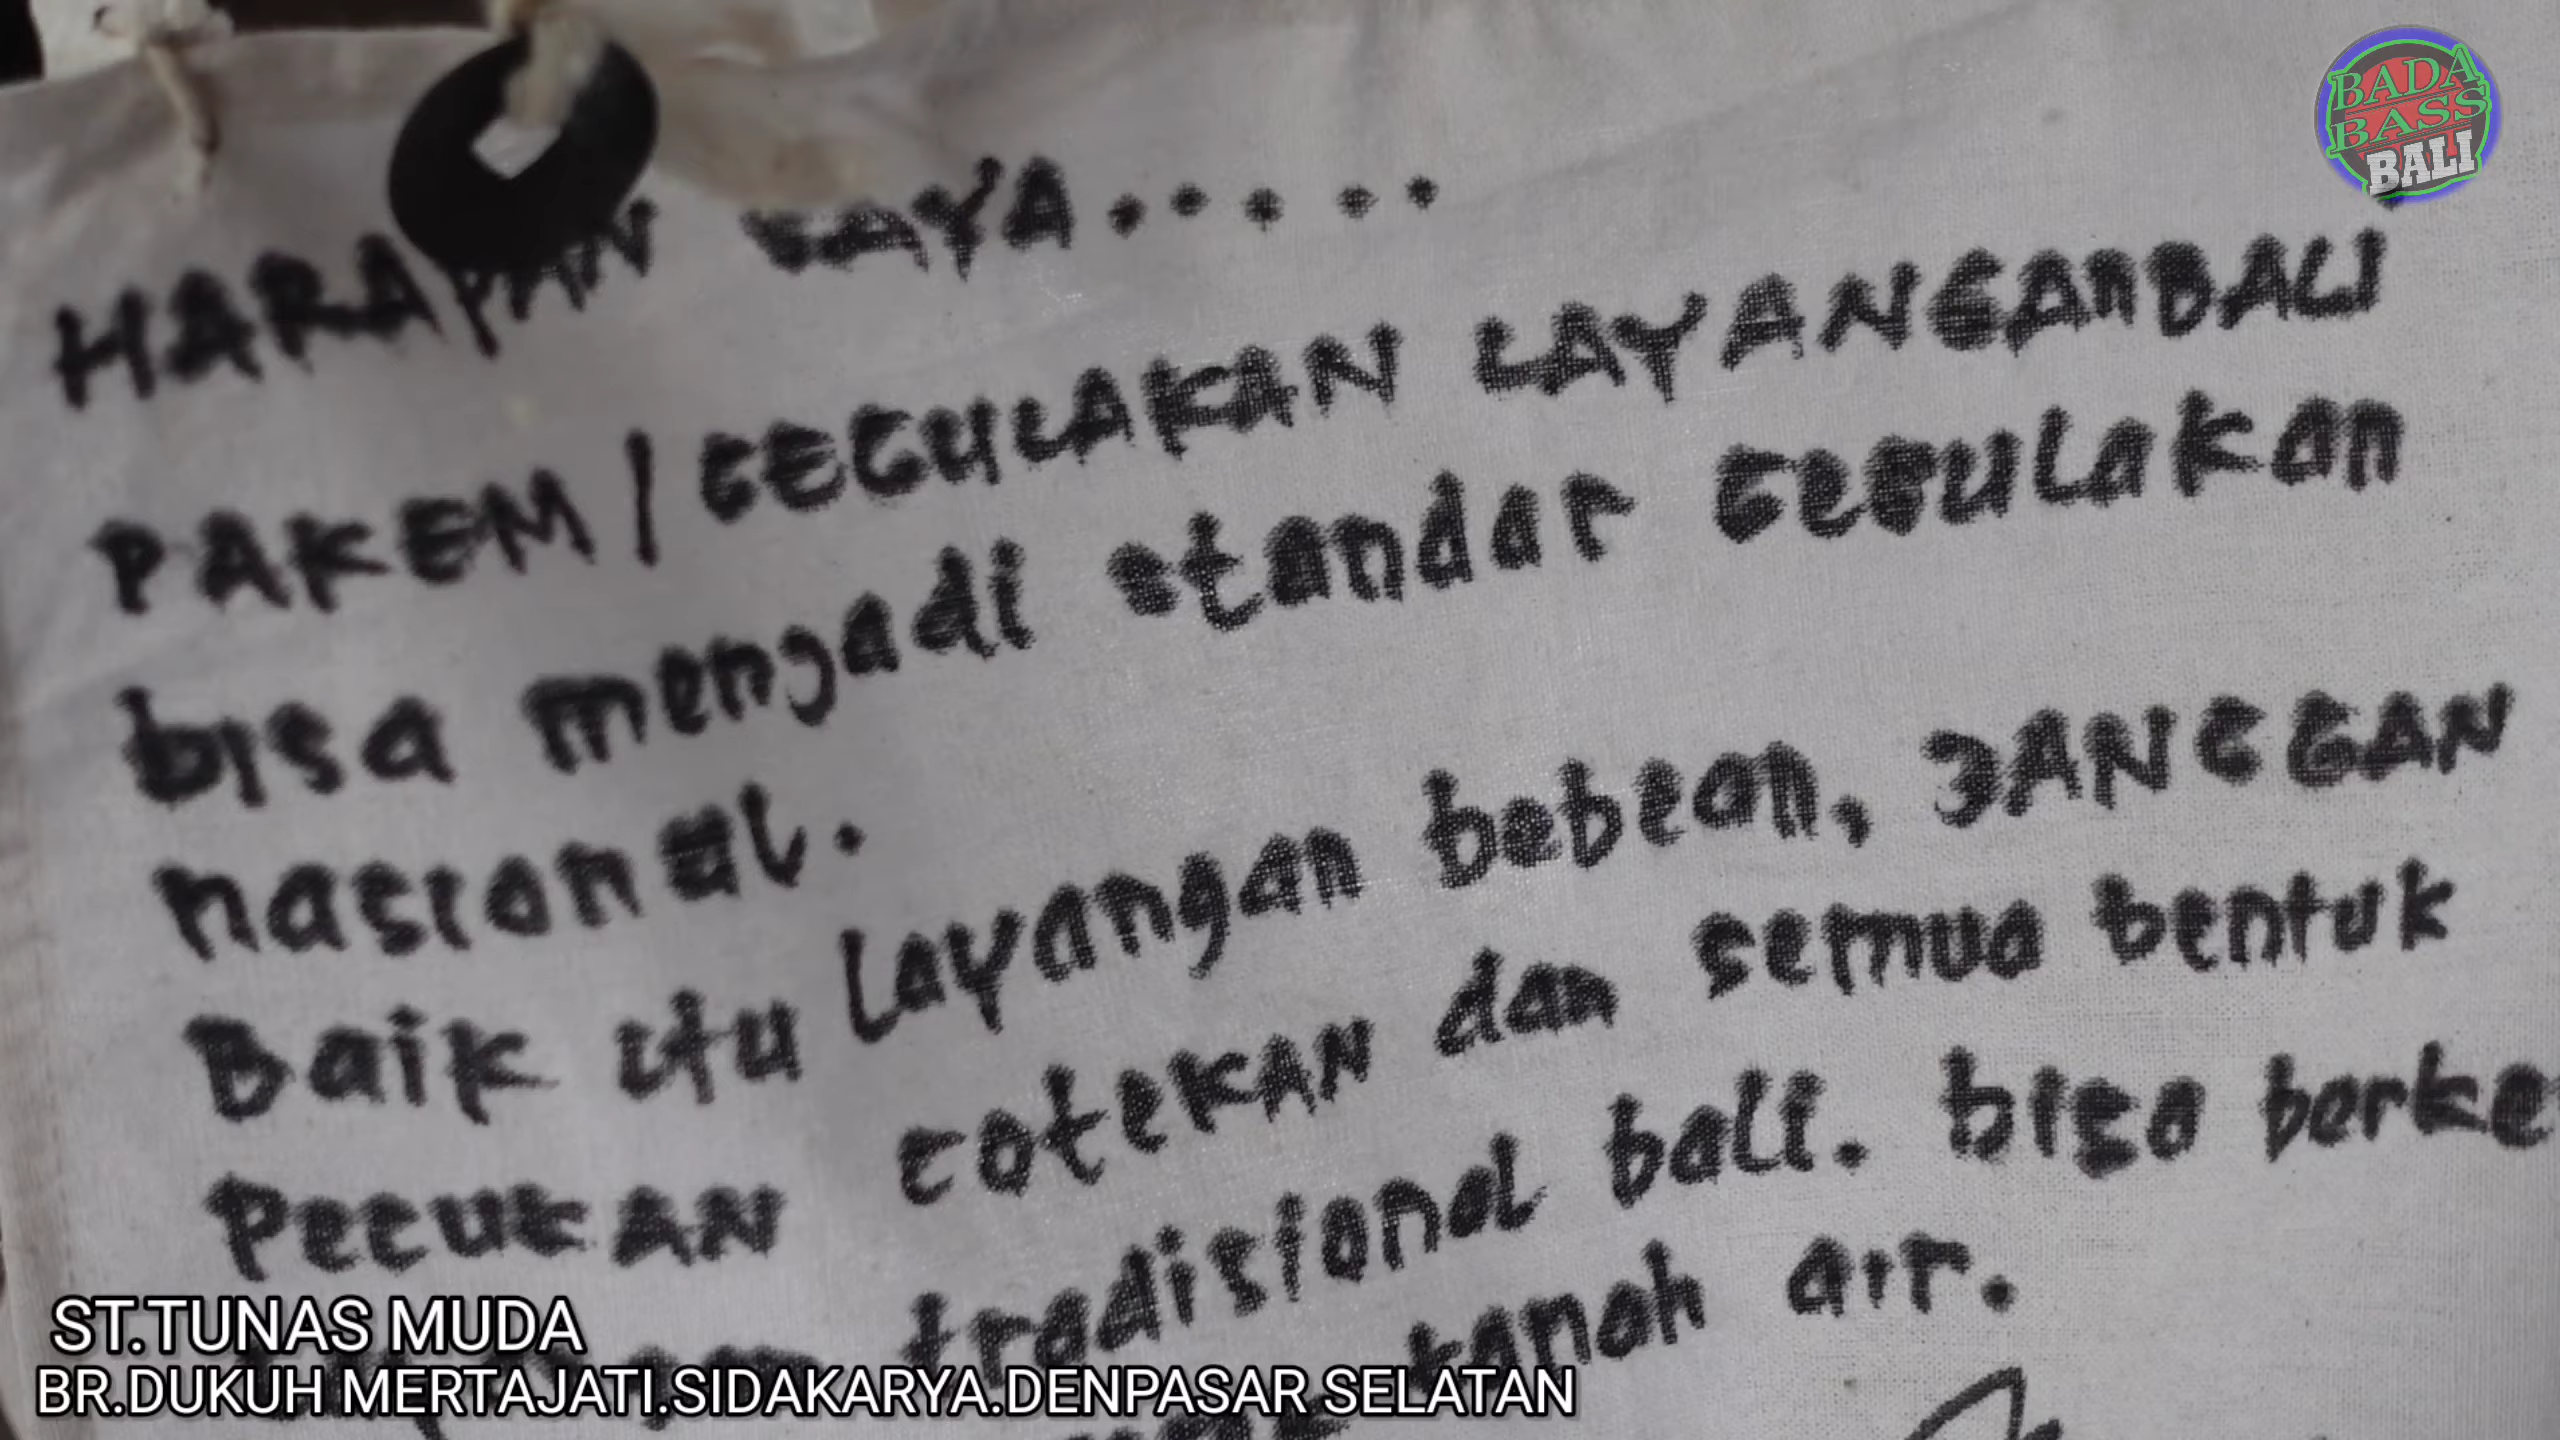 BADA
BASS
BALI
HARAPAN SAYA.....
PAKEM/GEGULAKAN LAYANGANBALI
bisa menjadi standar GEGULAKAN
nasional.
Baik itu Layangan bebean, JANGGAN
PECUKAN cotekan dan semua bentuk
tradisional bali. bisa berke
tanah air.
ST.TUNAS MUDA
BR.DUKUH MERTAJATI.SIDAKARYA.DENPASAR SELATAN